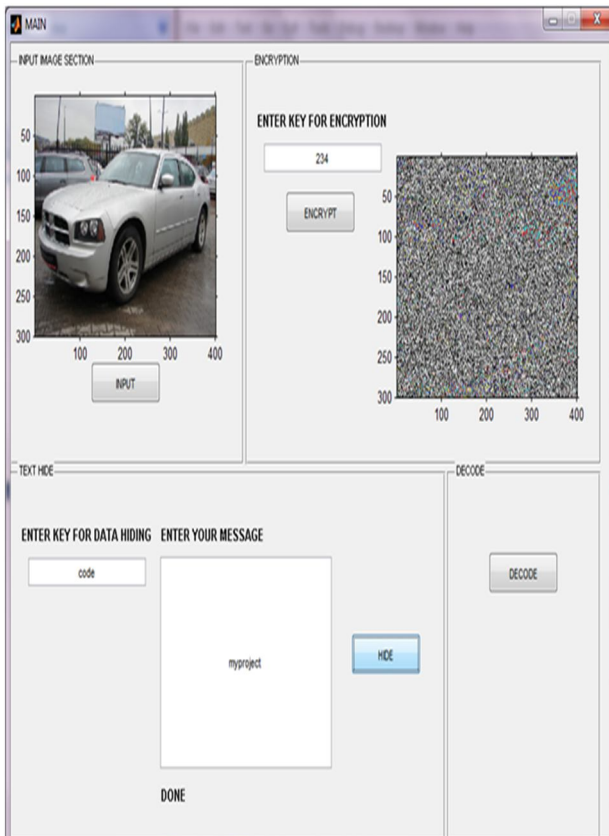 MAIN
INPUT IMAGE SECTION
50
100
150
200
250
300
100 200 300 400
INPUT
ENCRYPTION
ENTER KEY FOR ENCRYPTION
234
ENCRYPT
50
100
150
200
250
300
100 200 300 400
TEXT HIDE
ENTER KEY FOR DATA HIDING
code
ENTER YOUR MESSAGE
myproject
HIDE
DONE
DECODE
DECODE